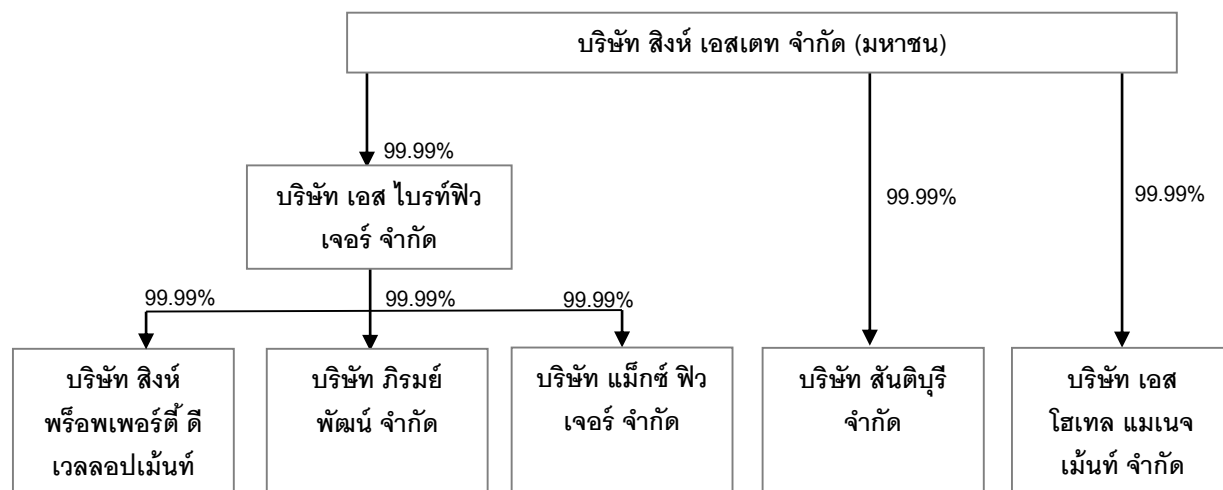 บริษัท สิงห์ เอสเตท จำกัด (มหาชน)
99.99%
บริษัท เอส ไบรท์ฟิว
เจอร์ จำกัด
99.99%
99.99%
99.99%
99.99%
99.99%
บริษัท สิงห์
พร็อพเพอร์ตี้ ดี
เวลลอปเม้นท์
บริษัท ภิรมย์
พัฒน์ จำกัด
บริษัท แม็กซ์ ฟิว
เจอร์ จำกัด
บริษัท สันติบุรี
จำกัด
บริษัท เอส
โฮเทล แมเนจ
เม้นท์ จำกัด